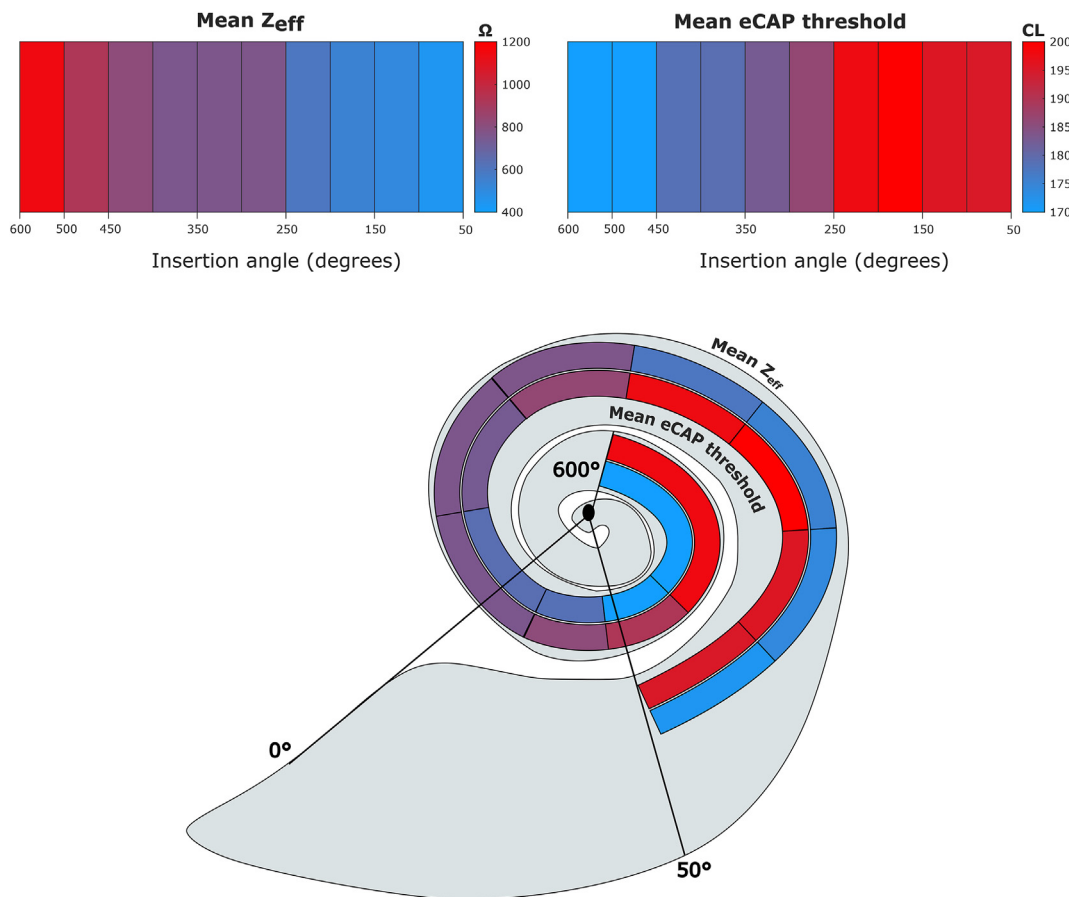 Mean Zeff
Ω
1200
1000
800
600
400
600 500 450 350 250 150 50
Insertion angle (degrees)
Mean eCAP threshold
CL
200
195
190
185
180
175
170
600 500 450 350 250 150 50
Insertion angle (degrees)
Mean Zeff
Mean eCAP threshold
600°
0°
50°